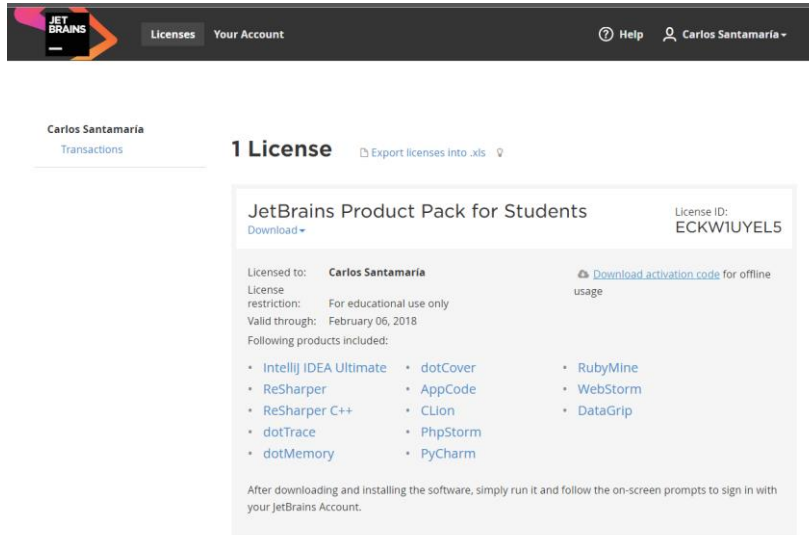 JET
BRAINS
Licenses
Your Account
Help
Carlos Santamaría
Carlos Santamaría
Transactions
1 License
Export licenses into .xls
JetBrains Product Pack for Students
Download
License ID:
ECKW1UYEL5
Licensed to: Carlos Santamaría
License
restriction: For educational use only
Valid through: February 06, 2018
Following products included:
Download activation code for offline
usage
• IntelliJ IDEA Ultimate
• ReSharper
• ReSharper C++
• dotTrace
• dotMemory
• dotCover
• AppCode
• CLion
• PhpStorm
• PyCharm
• RubyMine
• WebStorm
• DataGrip
After downloading and installing the software, simply run it and follow the on-screen prompts to sign in with
your JetBrains Account.